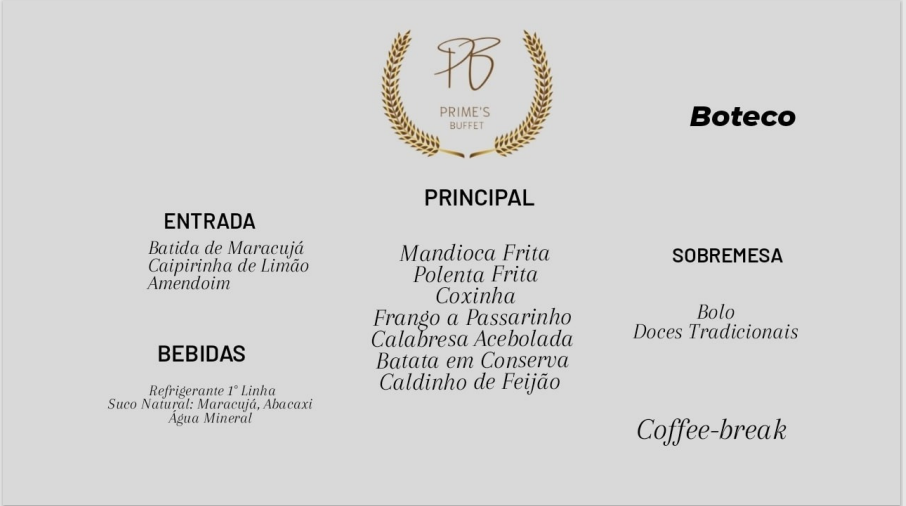 PB
PRIME'S
BUFFET
Boteco
ENTRADA
Batida de Maracujá
Caipirinha de Limão
Amendoim
BEBIDAS
Refrigerante 1° Linha
Suco Natural: Maracujá, Abacaxi
Água Mineral
PRINCIPAL
Mandioca Frita
Polenta Frita
Coxinha
Frango a Passarinho
Calabresa Acebolada
Batata em Conserva
Caldinho de Feijão
SOBREMESA
Bolo
Doces Tradicionais
Coffee-break